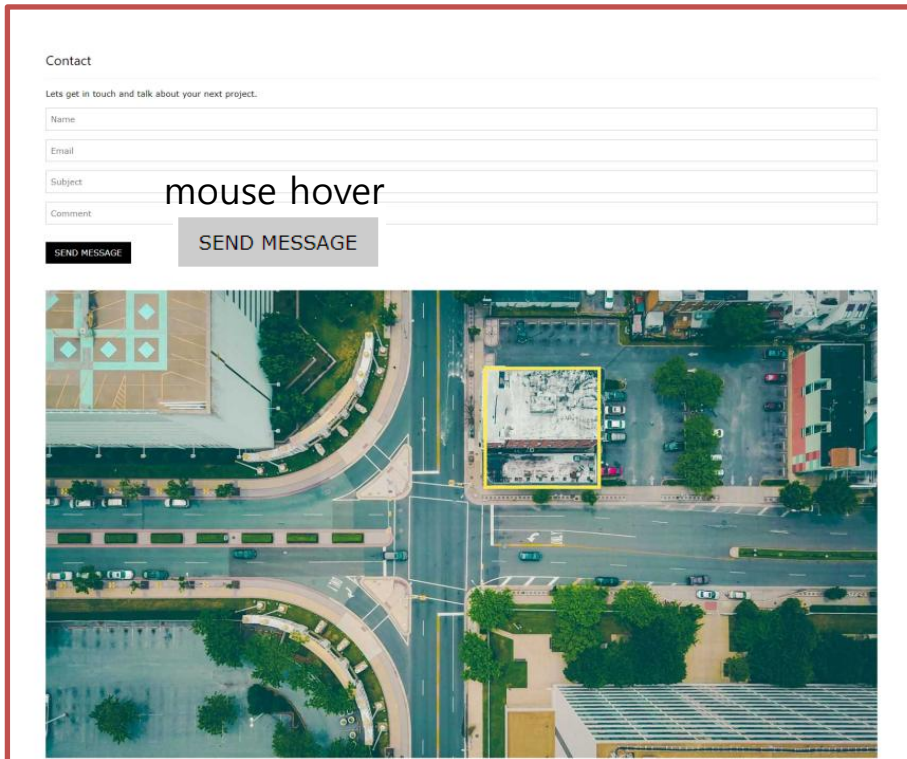 Contact
Lets get in touch and talk about your next project.
Name
Email
Subject
mouse hover
Comment
SEND MESSAGE
SEND MESSAGE